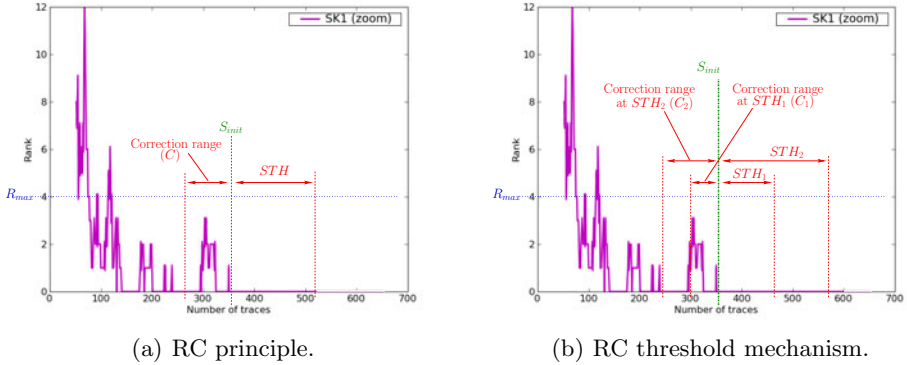 SK1 (zoom)
12
10
8
6
4
2
0
Rank
R_max
S_init
Correction range
(C)
STH
0 100 200 300 400 500 600 700
Number of traces
(a) RC principle.
SK1 (zoom)
12
10
8
6
4
2
0
Rank
R_max
S_init
Correction range
at STH_2 (C_2)
Correction range
at STH_1 (C_1)
STH_2
STH_1
0 100 200 300 400 500 600 700
Number of traces
(b) RC threshold mechanism.